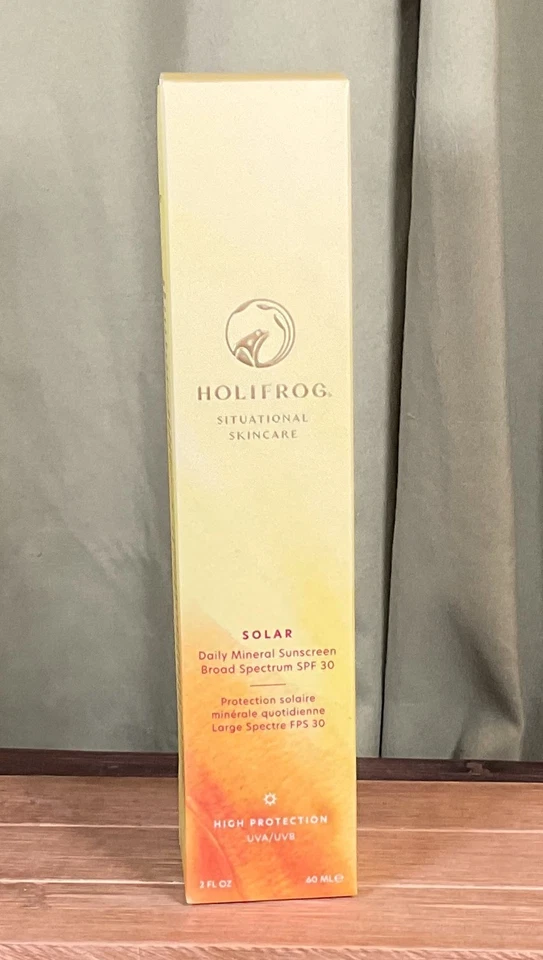 HOLIFROG®
SITUATIONAL
SKINCARE
SOLAR
Daily Mineral Sunscreen
Broad Spectrum SPF 30
Protection solaire
minérale quotidienne
Large Spectre FPS 30
HIGH PROTECTION
UVA/UVB
2 FL OZ 60 ML℮